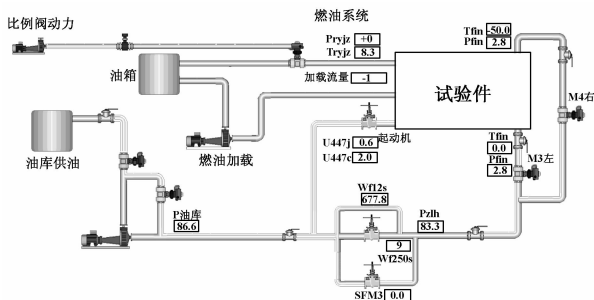 燃油系统
比例阀动力
Pryjz +0
Tryjz 8.3
Tfin -50.0
Pfin 2.8
油箱
加载流量 -1
试验件
M4右
油库供油
燃油加载
起动机
U447j 0.6
U447c 2.0
Tfin
0.0
Pfin
2.8
M3左
Wf12s
677.8
P油库
86.6
Pzlh
83.3
9
Wf250s
SFM3 0.0